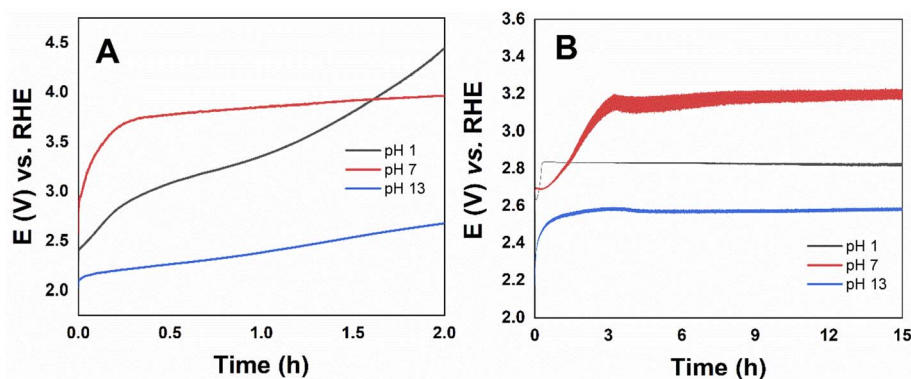 A
E (V) vs. RHE
4.5
4.0
3.5
3.0
2.5
2.0
pH 1
pH 7
pH 13
0.0
0.5
1.0
1.5
2.0
Time (h)
B
E (V) vs. RHE
3.6
3.4
3.2
3.0
2.8
2.6
2.4
2.2
2.0
pH 1
pH 7
pH 13
0
3
6
9
12
15
Time (h)